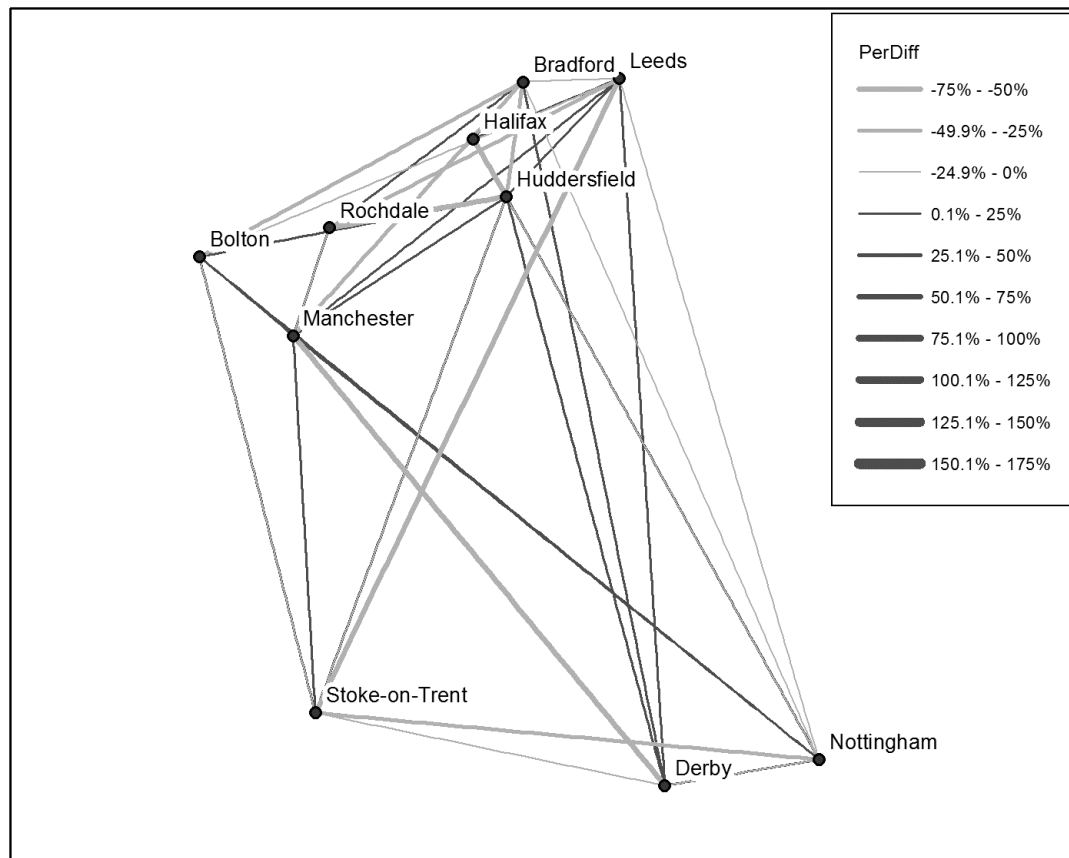 Bradford
Leeds
Halifax
Huddersfield
Rochdale
Bolton
Manchester
Stoke-on-Trent
Nottingham
Derby
PerDiff
-75% - -50%
-49.9% - -25%
-24.9% - 0%
0.1% - 25%
25.1% - 50%
50.1% - 75%
75.1% - 100%
100.1% - 125%
125.1% - 150%
150.1% - 175%